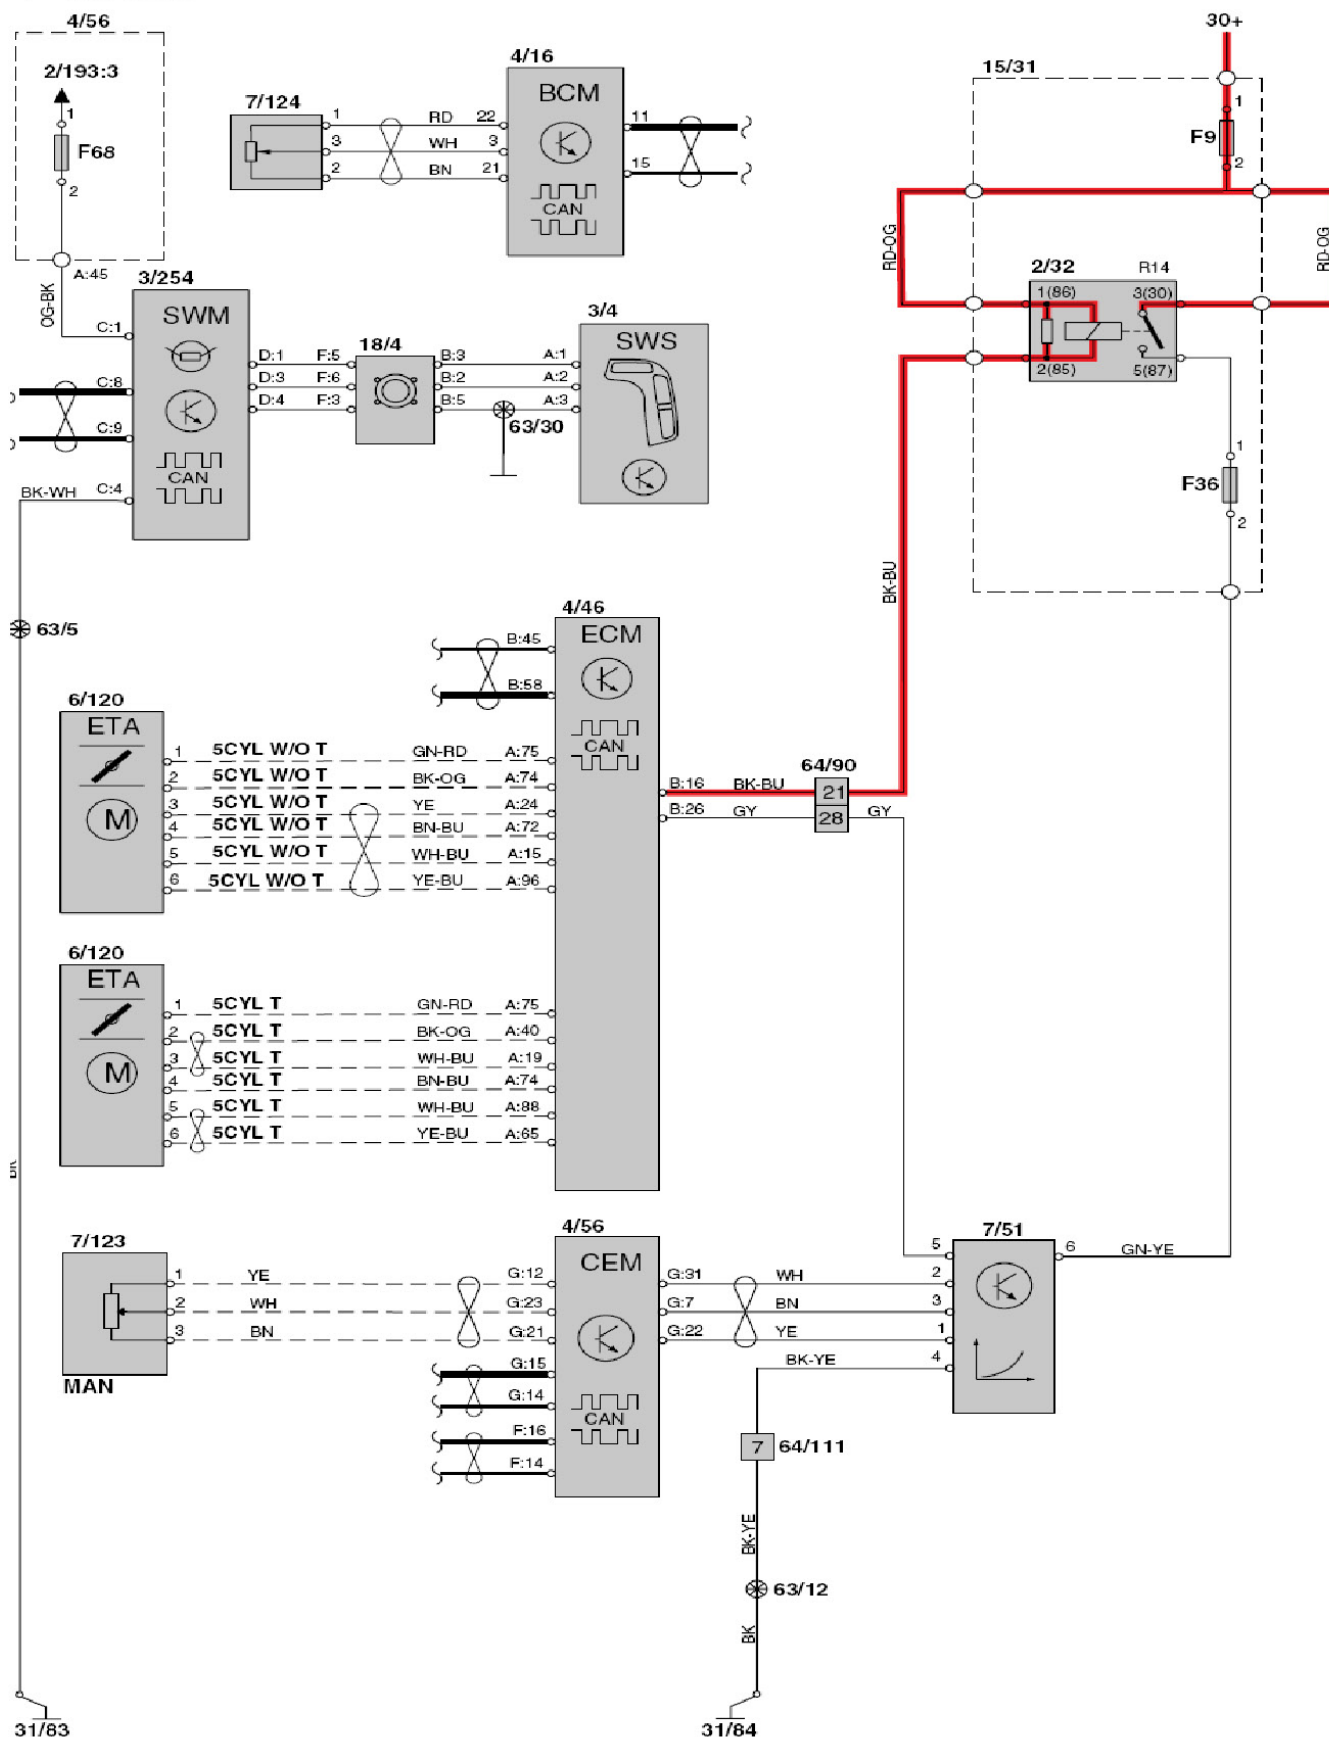 4/56
30+
2/193:3
1
F68
2
A:45
OG-BK
4/16
BCM
7/124
1 RD 22
3 WH 3
2 BN 21
11
15
CAN
15/31
1
F9
2
RD-OG
RD-OG
2/32 R14
1(86) 3(30)
2(85) 5(87)
1
F36
2
3/254
SWM
C:1
C:8
C:9
BK-WH C:4
CAN
D:1 F:5
D:3 F:6
D:4 F:3
18/4
B:3 A:1
B:2 A:2
B:5 A:3
63/30
3/4
SWS
BK-BU
63/5
4/46
ECM
B:45
B:58
CAN
6/120
ETA
M
1 5CYL W/O T GN-RD A:75
2 5CYL W/O T BK-OG A:74
3 5CYL W/O T YE A:24
4 5CYL W/O T BN-BU A:72
5 5CYL W/O T WH-BU A:15
6 5CYL W/O T YE-BU A:96
64/90
B:16 BK-BU 21
B:26 GY 28 GY
6/120
ETA
M
1 5CYL T GN-RD A:75
2 5CYL T BK-OG A:40
3 5CYL T WH-BU A:19
4 5CYL T BN-BU A:74
5 5CYL T WH-BU A:88
6 5CYL T YE-BU A:65
7/123
1 YE G:12
2 WH G:23
3 BN G:21
MAN
4/56
CEM
G:15
G:14
F:16
F:14
CAN
7/51
5
G:31 WH 2
G:7 BN 3
G:22 YE 1
BK-YE 4
6 GN-YE
7 64/111
BK-YE
63/12
BK
31/83
31/84